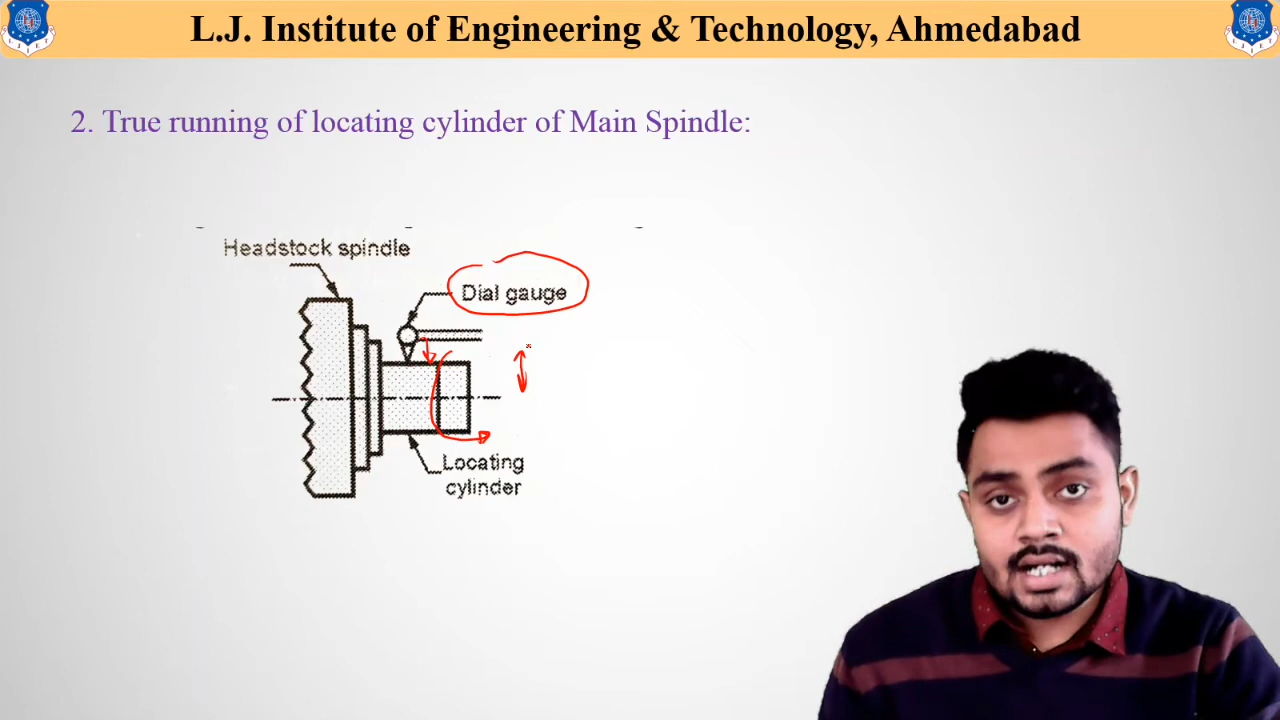 L.J. Institute of Engineering & Technology, Ahmedabad
2. True running of locating cylinder of Main Spindle:
Headstock spindle
Dial gauge
Locating
cylinder